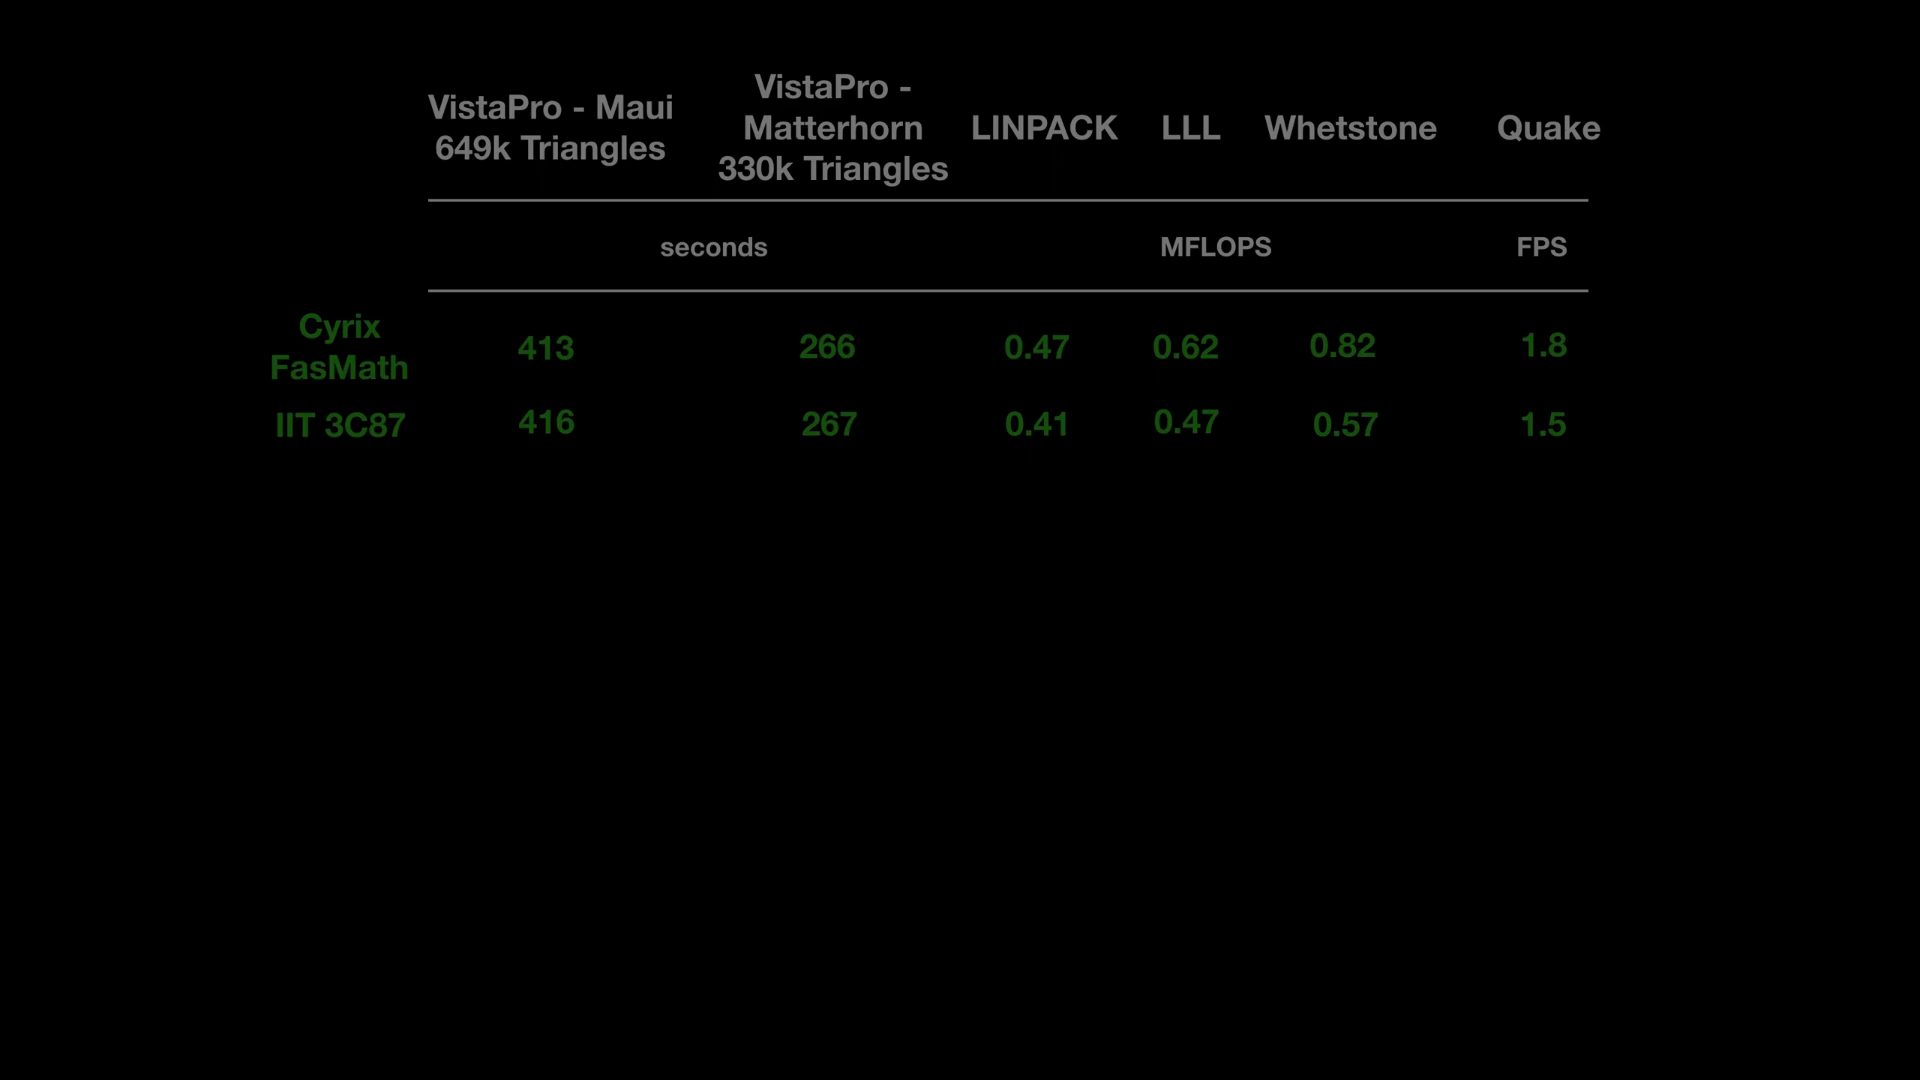 VistaPro - Maui
649k Triangles
VistaPro -
Matterhorn
330k Triangles
LINPACK
LLL
Whetstone
Quake
seconds
MFLOPS
FPS
Cyrix
FasMath
413
266
0.47
0.62
0.82
1.8
IIT 3C87
416
267
0.41
0.47
0.57
1.5